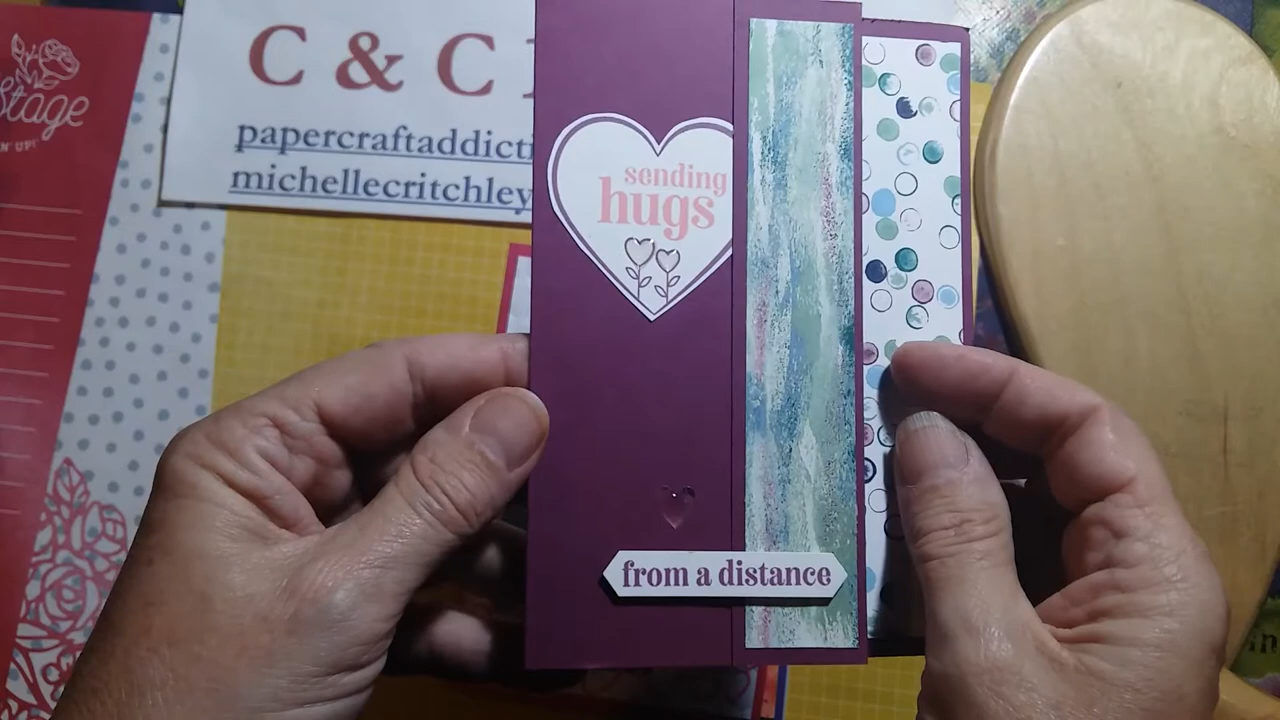 Stage
C & C
papercraftaddicti
michellecritchley
sending
hugs
from a distance